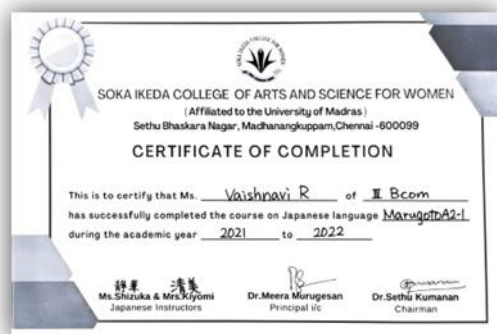 SOKA IKEDA COLLEGE OF ARTS AND SCIENCE FOR WOMEN
(Affiliated to the University of Madras)
Sethu Bhaskara Nagar, Madhanangkuppam,Chennai -600099
CERTIFICATE OF COMPLETION
This is to certify that Ms. Vaishnavi R of III Bcom
has successfully completed the course on Japanese language MarugotoA2-1
during the academic year 2021 to 2022
清美
Ms.Shizuka & Mrs.Kiyomi
Japanese Instructors
Dr.Meera Murugesan
Principal i/c
Dr.Sethu Kumanan
Chairman